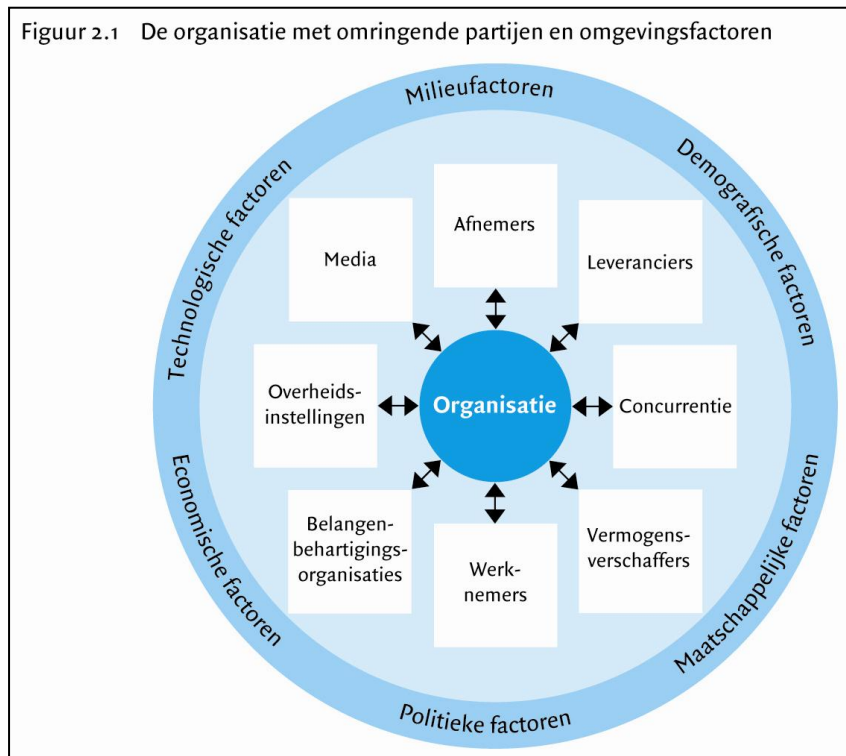 Figuur 2.1 De organisatie met omringende partijen en omgevingsfactoren
Milieufactoren
Demografische factoren
Maatschappelijke factoren
Politieke factoren
Economische factoren
Technologische factoren
Afnemers
Leveranciers
Concurrentie
Vermogens-
verschaffers
Werk-
nemers
Belangen-
behartigings-
organisaties
Overheids-
instellingen
Media
Organisatie